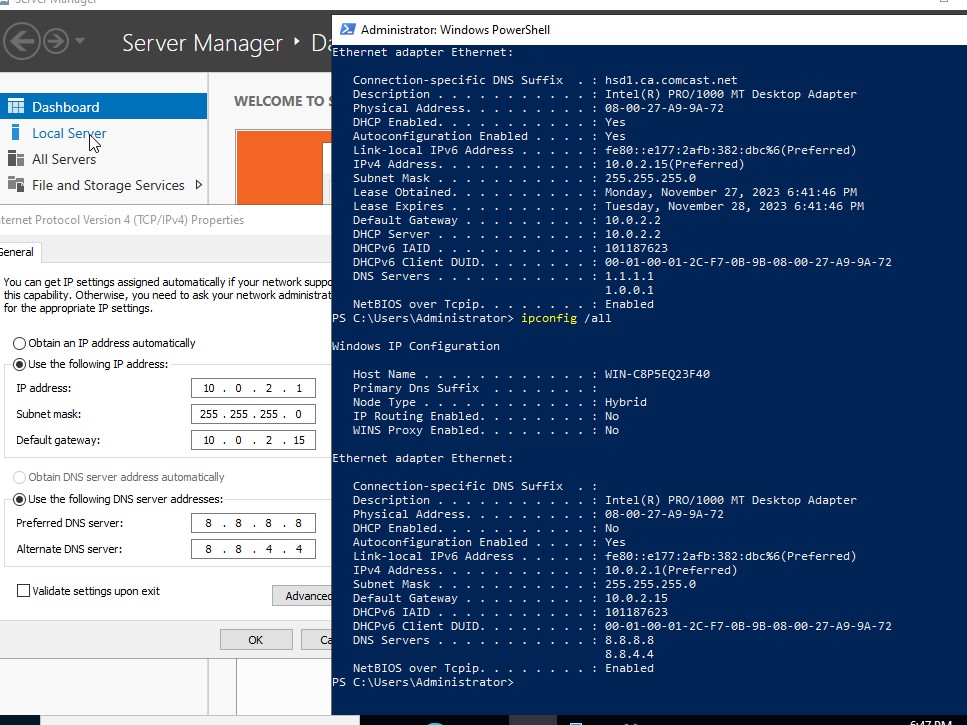 Server Manager
Administrator: Windows PowerShell
Server Manager
WELCOME TO
Dashboard
Local Server
All Servers
File and Storage Services
Internet Protocol Version 4 (TCP/IPv4) Properties
General
You can get IP settings assigned automatically if your network
this capability. Otherwise, you need to ask your network
for the appropriate IP settings.
Obtain an IP address automatically
Use the following IP address:
IP address: 10 . 0 . 2 . 1
Subnet mask: 255 . 255 . 255 . 0
Default gateway: 10 . 0 . 2 . 15
Obtain DNS server address automatically
Use the following DNS server addresses:
Preferred DNS server: 8 . 8 . 8 . 8
Alternate DNS server: 8 . 8 . 4 . 4
Validate settings upon exit
Advanced
OK
Ethernet adapter Ethernet:
Connection-specific DNS Suffix . : hsd1.ca.comcast.net
Description . . . . . . . . . . . : Intel(R) PRO/1000 MT Desktop Adapter
Physical Address. . . . . . . . . : 08-00-27-A9-9A-72
DHCP Enabled. . . . . . . . . . . : Yes
Autoconfiguration Enabled . . . . : Yes
Link-local IPv6 Address . . . . . : fe80::e177:2afb:382:dbc%6(Preferred)
IPv4 Address. . . . . . . . . . . : 10.0.2.15(Preferred)
Subnet Mask . . . . . . . . . . . : 255.255.255.0
Lease Obtained. . . . . . . . . . : Monday, November 27, 2023 6:41:46 PM
Lease Expires . . . . . . . . . . : Tuesday, November 28, 2023 6:41:46 PM
Default Gateway . . . . . . . . . : 10.0.2.2
DHCP Server . . . . . . . . . . . : 10.0.2.2
DHCPv6 IAID . . . . . . . . . . . : 101187623
DHCPv6 Client DUID. . . . . . . . : 00-01-00-01-2C-F7-0B-9B-08-00-27-A9-9A-72
DNS Servers . . . . . . . . . . . : 1.1.1.1
1.0.0.1
NetBIOS over Tcpip. . . . . . . . : Enabled
PS C:\Users\Administrator> ipconfig /all
Windows IP Configuration
Host Name . . . . . . . . . . . . : WIN-C8P5EQ23F40
Primary Dns Suffix . . . . . . . :
Node Type . . . . . . . . . . . . : Hybrid
IP Routing Enabled. . . . . . . . : No
WINS Proxy Enabled. . . . . . . . : No
Ethernet adapter Ethernet:
Connection-specific DNS Suffix . :
Description . . . . . . . . . . . : Intel(R) PRO/1000 MT Desktop Adapter
Physical Address. . . . . . . . . : 08-00-27-A9-9A-72
DHCP Enabled. . . . . . . . . . . : No
Autoconfiguration Enabled . . . . : Yes
Link-local IPv6 Address . . . . . : fe80::e177:2afb:382:dbc%6(Preferred)
IPv4 Address. . . . . . . . . . . : 10.0.2.1(Preferred)
Subnet Mask . . . . . . . . . . . : 255.255.255.0
Default Gateway . . . . . . . . . : 10.0.2.15
DHCPv6 IAID . . . . . . . . . . . : 101187623
DHCPv6 Client DUID. . . . . . . . : 00-01-00-01-2C-F7-0B-9B-08-00-27-A9-9A-72
DNS Servers . . . . . . . . . . . : 8.8.8.8
8.8.4.4
NetBIOS over Tcpip. . . . . . . . : Enabled
PS C:\Users\Administrator>
6:47 PM